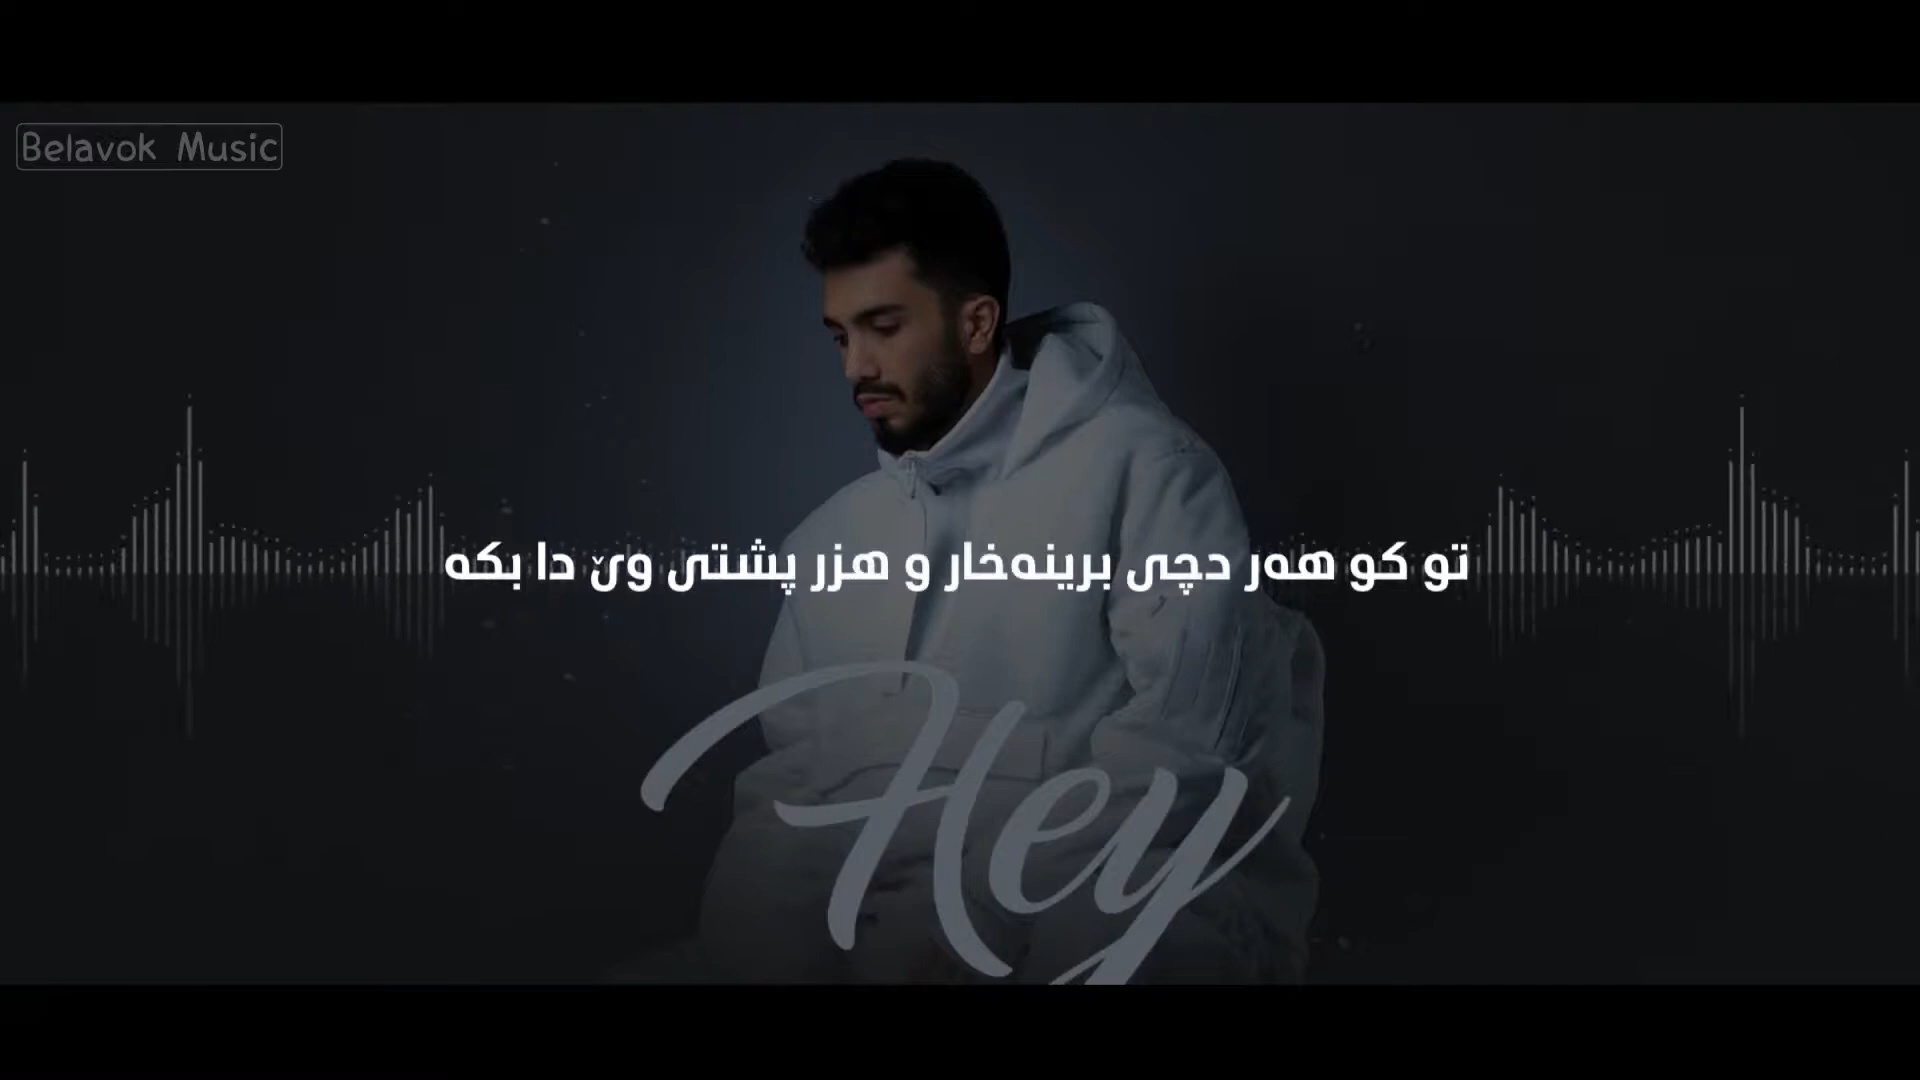 Belavok Music
تو کو هەر دچی برینەخار و هزر پشتی وێ دا بکە
Hey